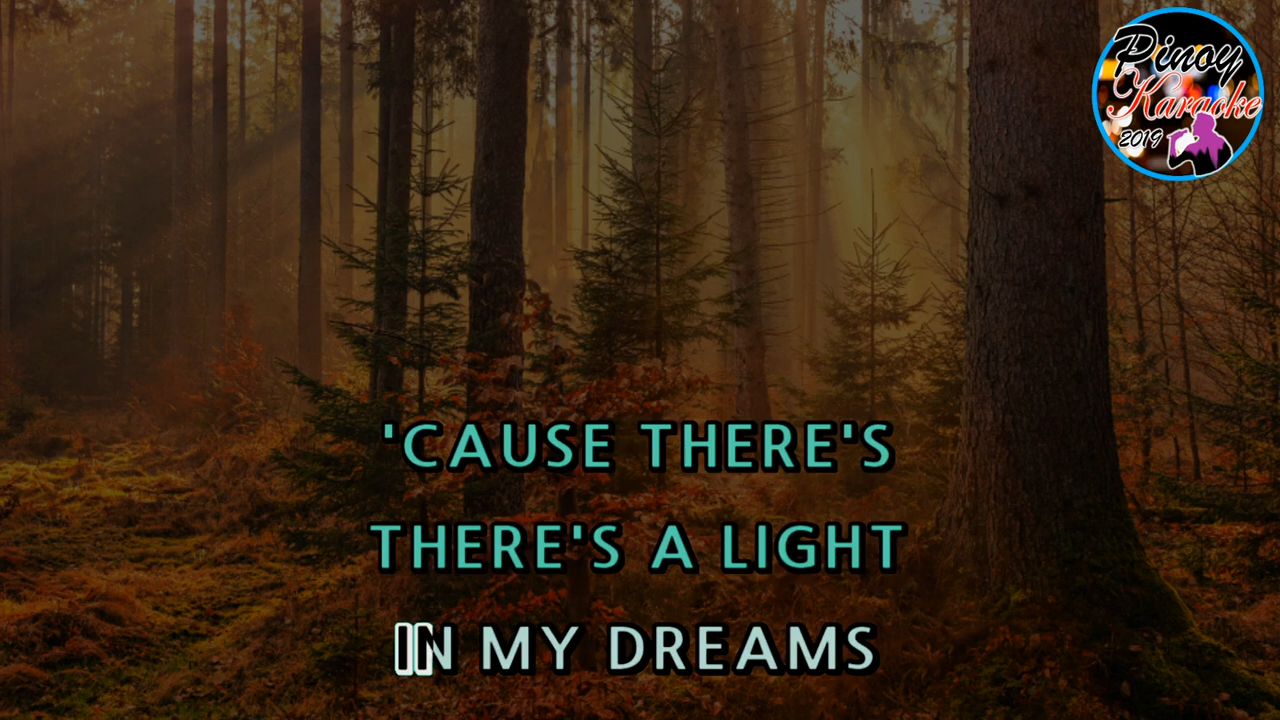 Pinoy
Karaoke
2019
'CAUSE THERE'S
THERE'S A LIGHT
IN MY DREAMS